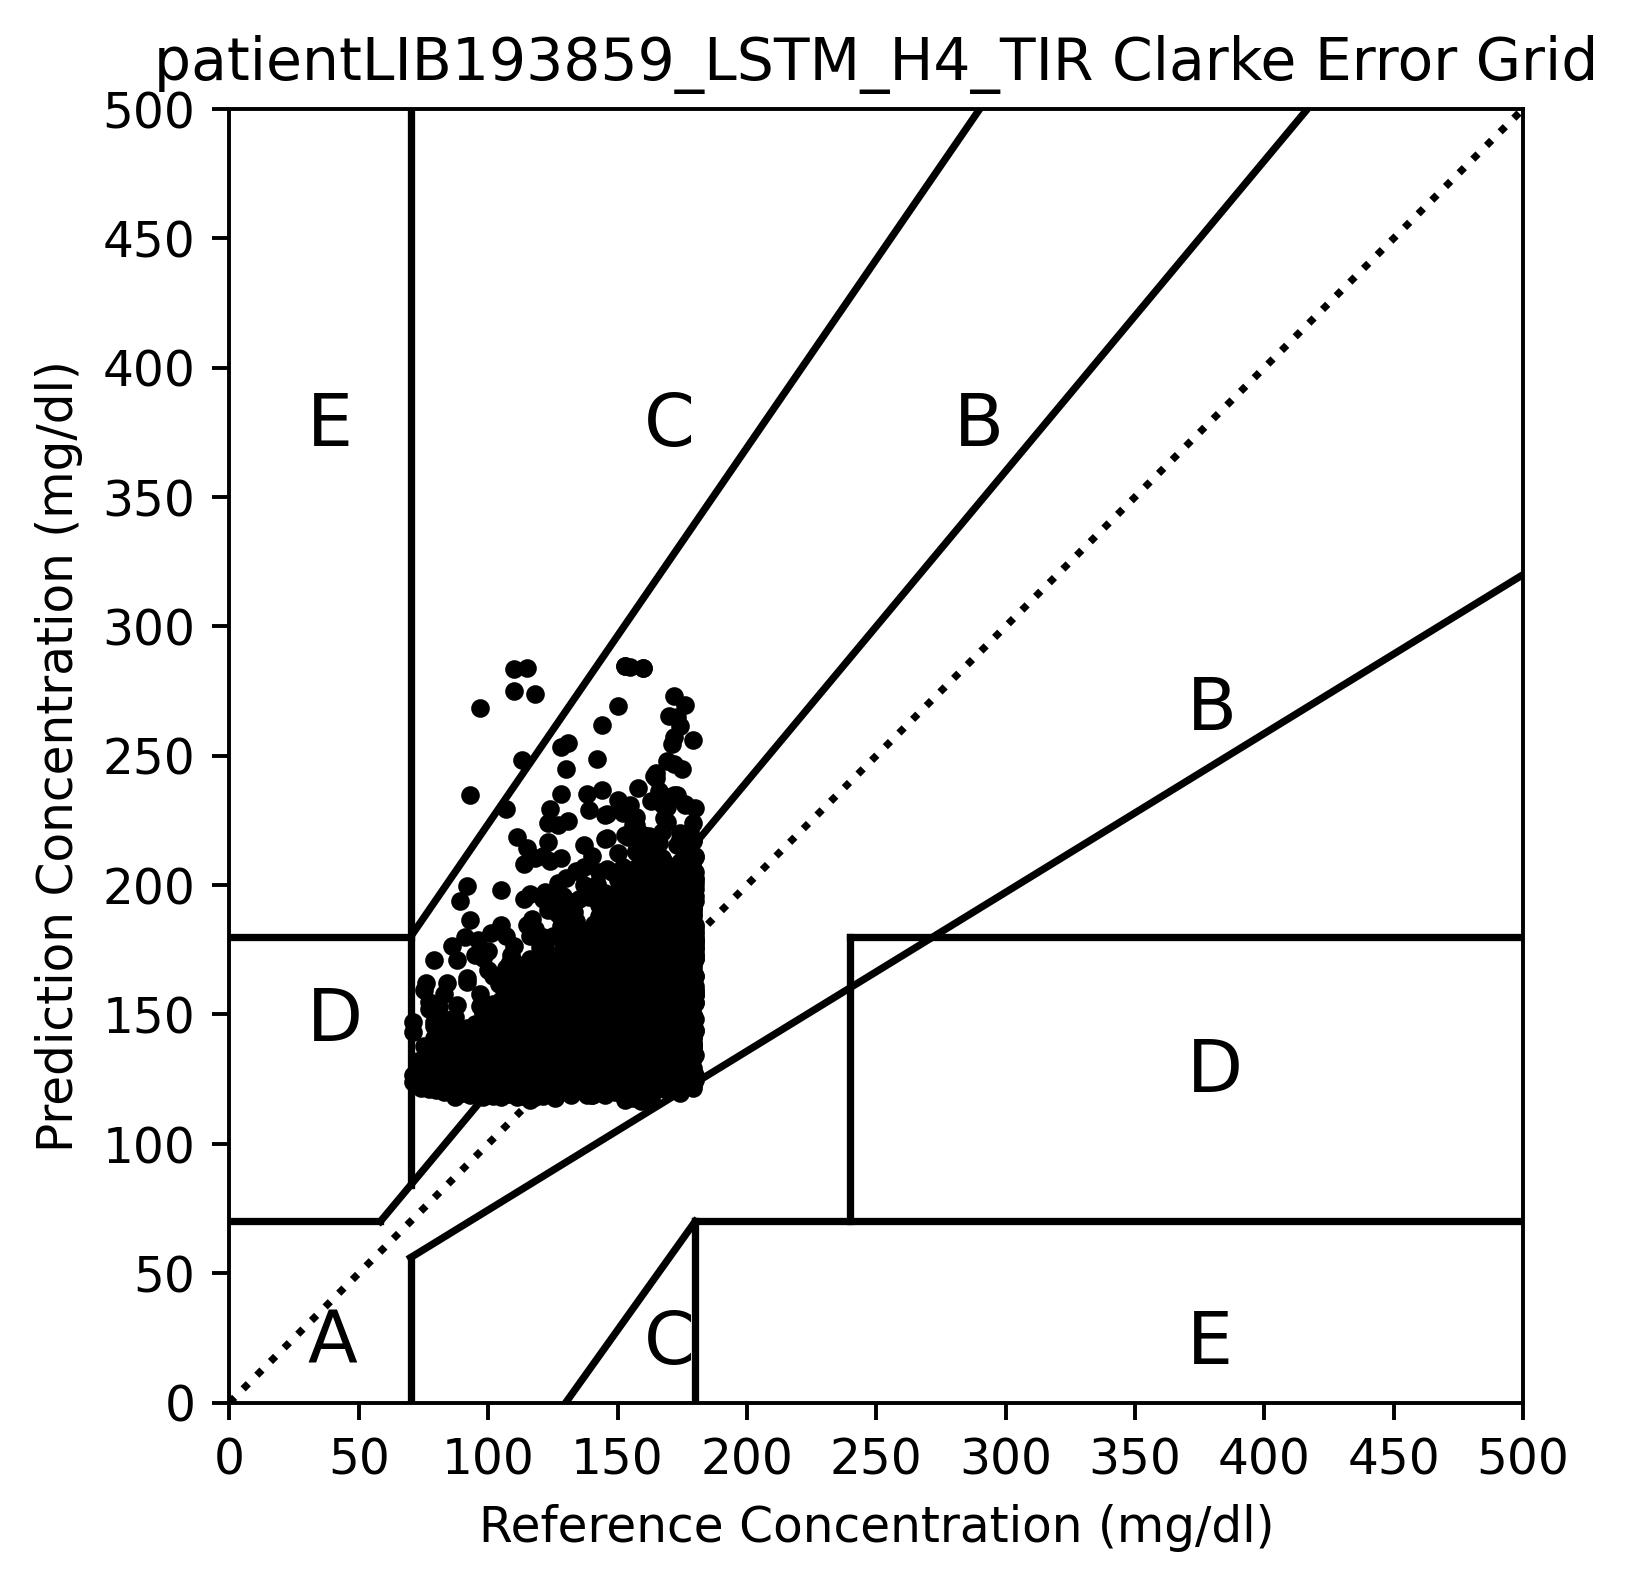 patientLIB193859_LSTM_H4_TIR Clarke Error Grid
500
450
400
350
300
250
200
150
100
50
0
Prediction Concentration (mg/dl)
E
C
B
B
D
D
A
C
E
0 50 100 150 200 250 300 350 400 450 500
Reference Concentration (mg/dl)